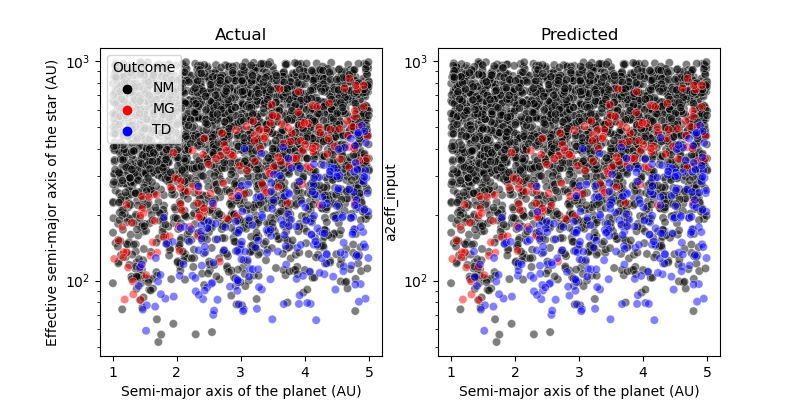 Actual
Predicted
Effective semi-major axis of the star (AU)
10³
10²
Outcome
NM
MG
TD
1 2 3 4 5
Semi-major axis of the planet (AU)
a2eff_input
10³
10²
1 2 3 4 5
Semi-major axis of the planet (AU)